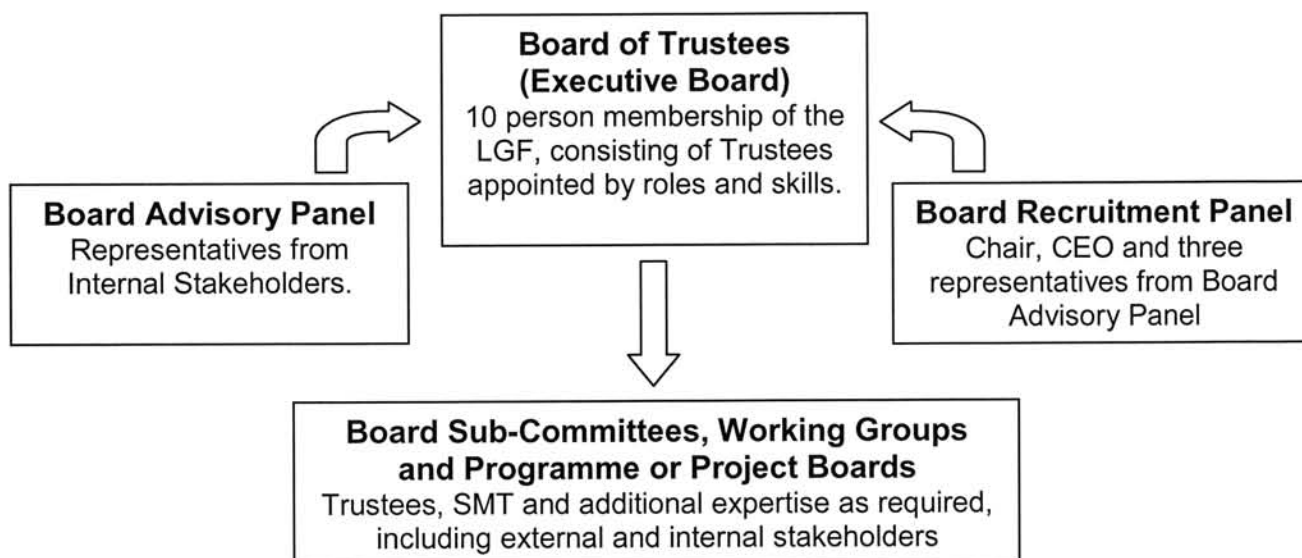 Board of Trustees
(Executive Board)
10 person membership of the
LGF, consisting of Trustees
appointed by roles and skills.
Board Advisory Panel
Representatives from
Internal Stakeholders.
Board Recruitment Panel
Chair, CEO and three
representatives from Board
Advisory Panel
Board Sub-Committees, Working Groups
and Programme or Project Boards
Trustees, SMT and additional expertise as required,
including external and internal stakeholders